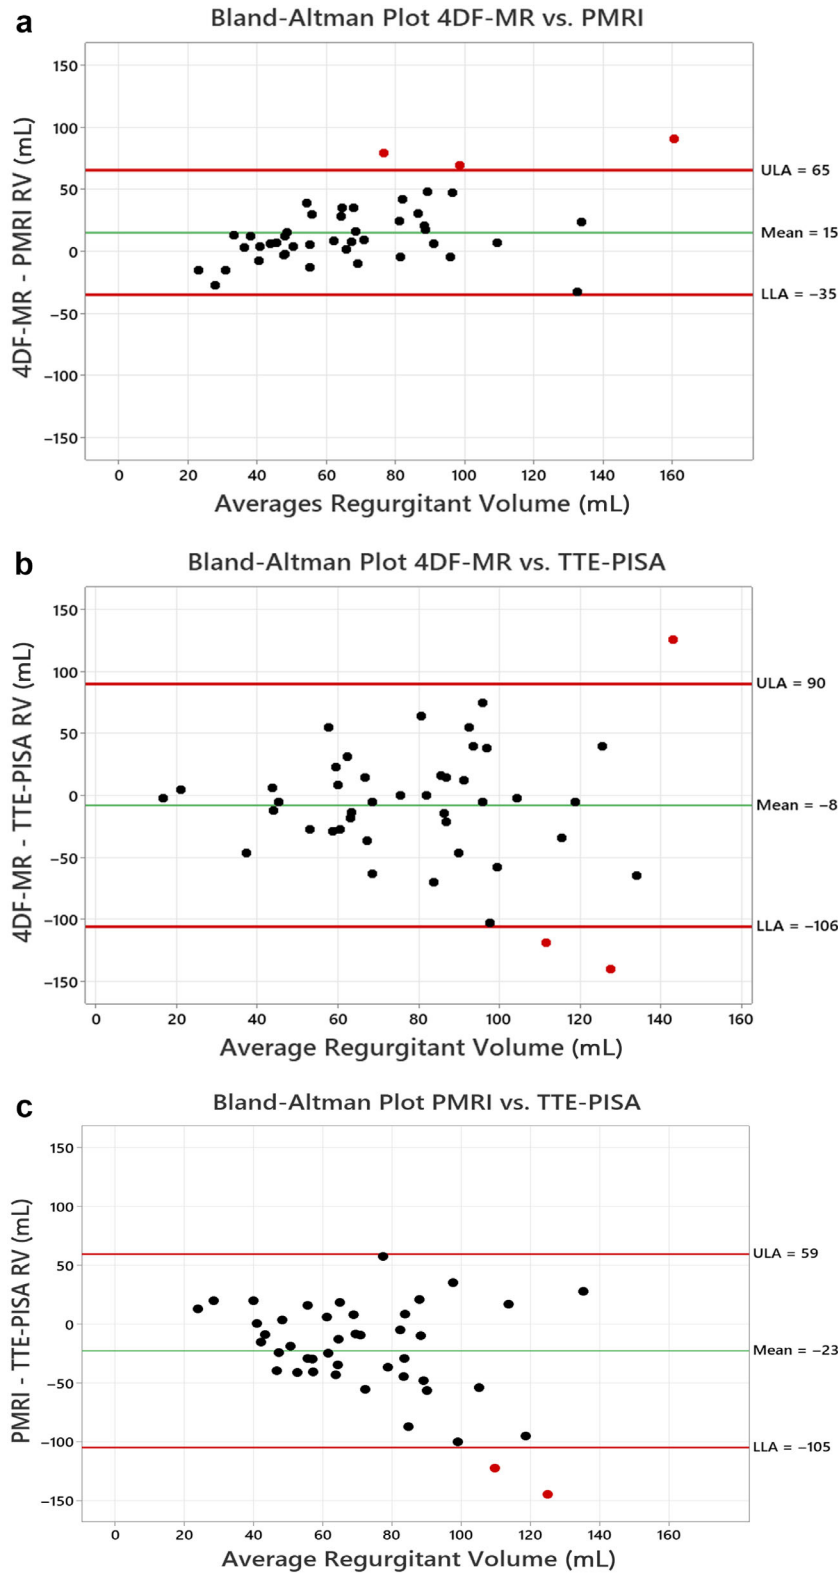 a
Bland-Altman Plot 4DF-MR vs. PMRI
4DF-MR - PMRI RV (mL)
150
100
50
0
−50
−100
−150
ULA = 65
Mean = 15
LLA = −35
0 20 40 60 80 100 120 140 160
Averages Regurgitant Volume (mL)
b
Bland-Altman Plot 4DF-MR vs. TTE-PISA
4DF-MR - TTE-PISA RV (mL)
150
100
50
0
−50
−100
−150
ULA = 90
Mean = −8
LLA = −106
0 20 40 60 80 100 120 140 160
Average Regurgitant Volume (mL)
c
Bland-Altman Plot PMRI vs. TTE-PISA
PMRI - TTE-PISA RV (mL)
150
100
50
0
−50
−100
−150
ULA = 59
Mean = −23
LLA = −105
0 20 40 60 80 100 120 140 160
Average Regurgitant Volume (mL)